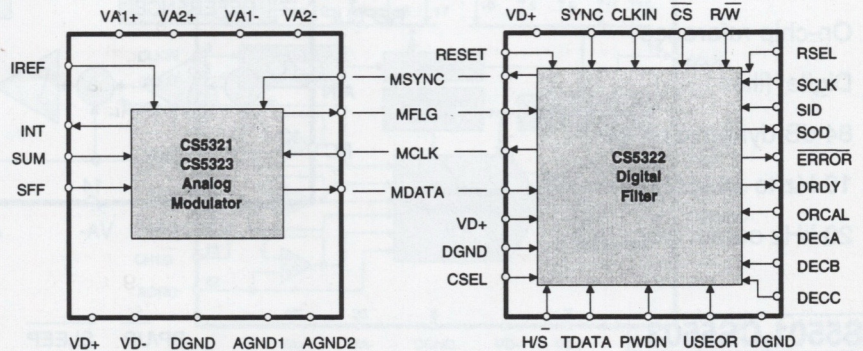 VA1+ VA2+ VA1- VA2-
IREF
INT
SUM
SFF
CS5321
CS5323
Analog
Modulator
VD+ VD- DGND AGND1 AGND2
MSYNC
MFLG
MCLK
MDATA
VD+ SYNC CLKIN C̅S̅ R/W̅
RESET
VD+
DGND
CSEL
CS5322
Digital
Filter
RSEL
SCLK
SID
SOD
E̅R̅R̅O̅R̅
DRDY
ORCAL
DECA
DECB
DECC
H/S̅ TDATA PWDN USEOR DGND